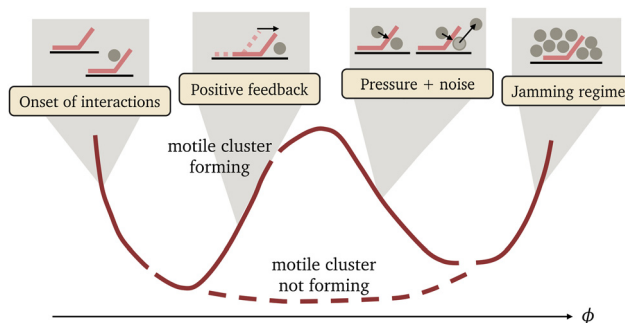 Onset of interactions
Positive feedback
Pressure + noise
Jamming regime
motile cluster
forming
motile cluster
not forming
ϕ